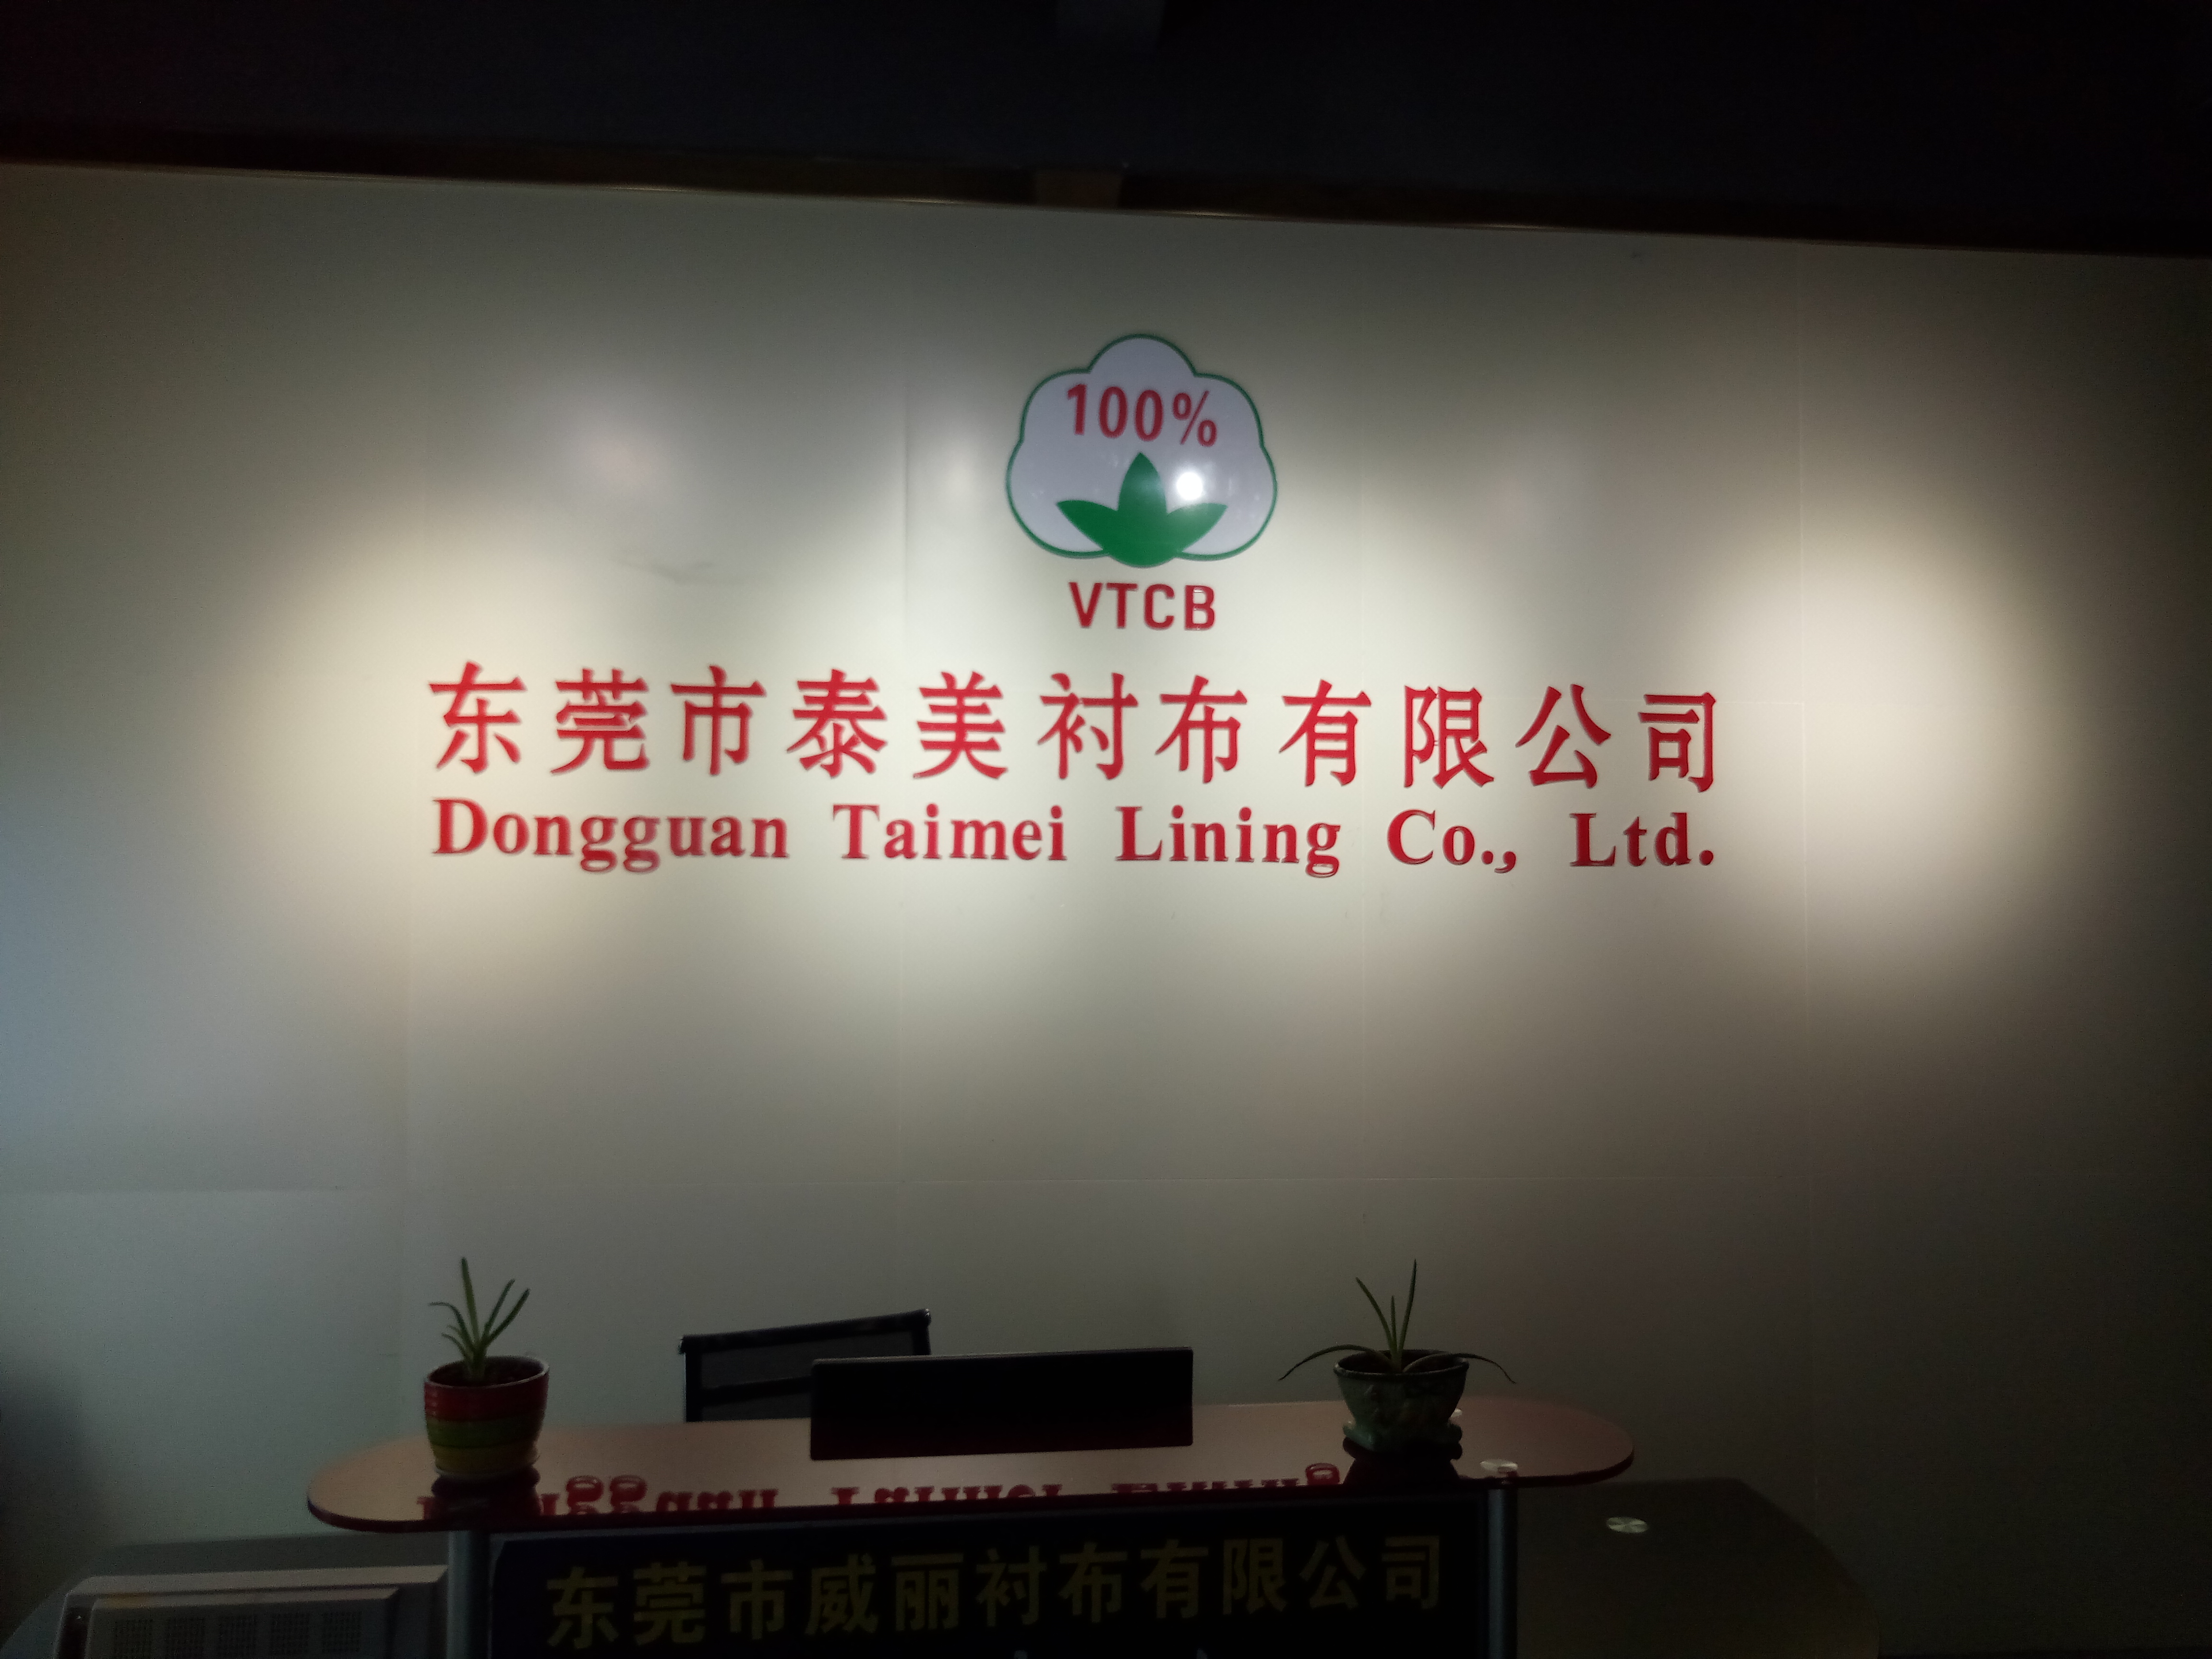 100%
VTCB
东莞市泰美衬布有限公司
Dongguan Taimei Lining Co., Ltd.
东莞市威丽衬布有限公司